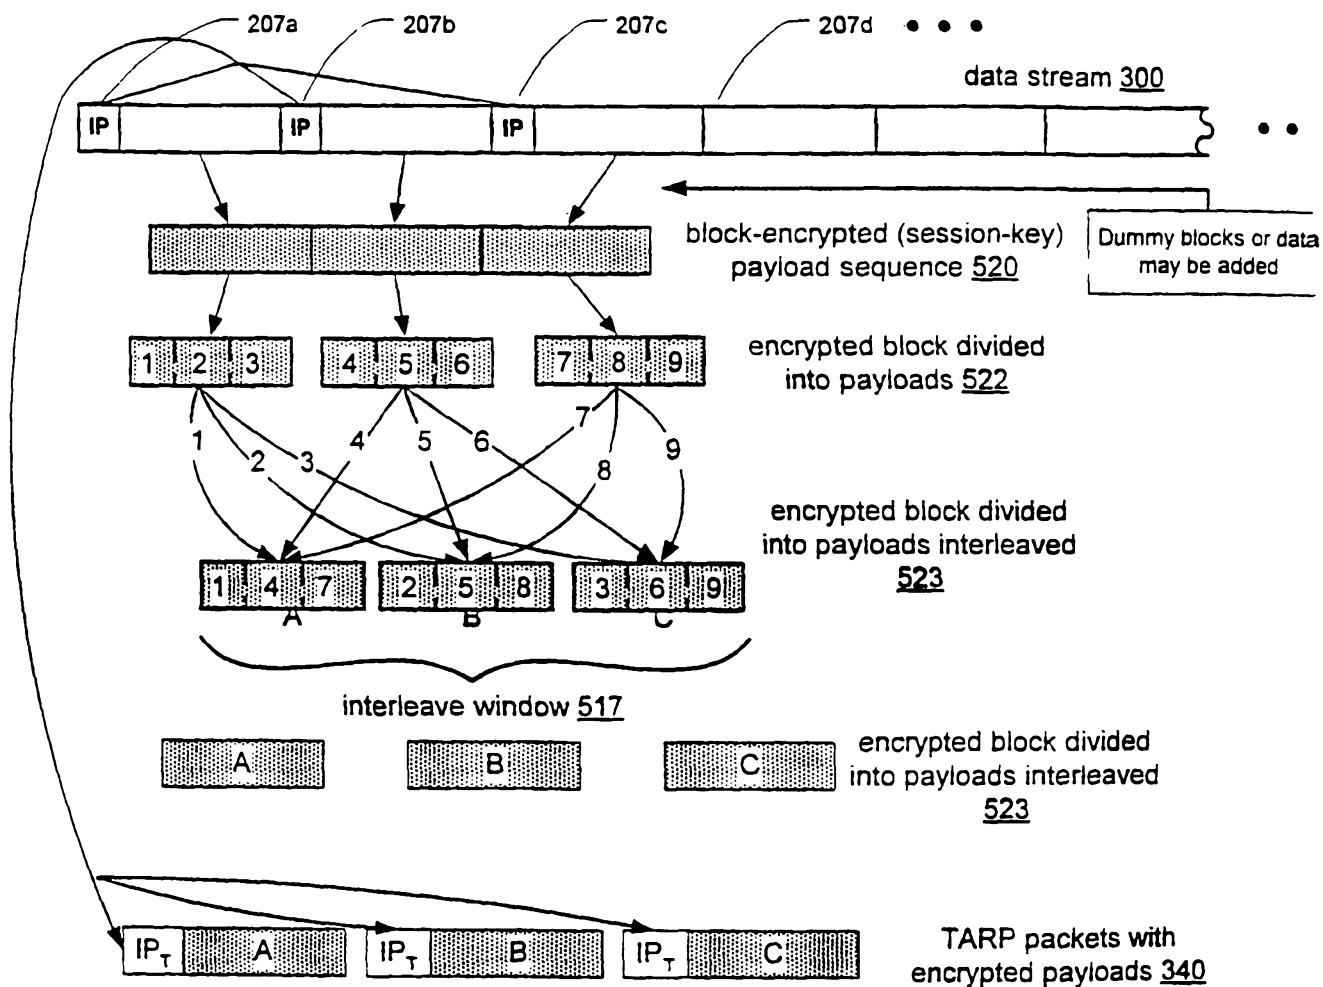 207a 207b 207c 207d • • •
data stream 300
IP IP IP • •
block-encrypted (session-key)
payload sequence 520
Dummy blocks or data
may be added
1 2 3 4 5 6 7 8 9
encrypted block divided
into payloads 522
1 2 3 4 5 6 7 8 9
encrypted block divided
into payloads interleaved
523
1 4 7 2 5 8 3 6 9
A B C
interleave window 517
A B C
encrypted block divided
into payloads interleaved
523
IPT A IPT B IPT C
TARP packets with
encrypted payloads 340